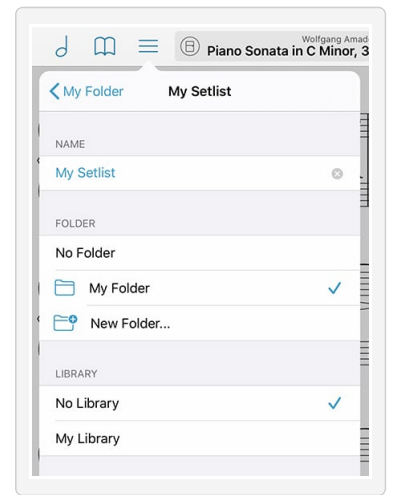 Wolfgang Amad
Piano Sonata in C Minor, 3
My Folder
My Setlist
NAME
My Setlist
FOLDER
No Folder
My Folder
New Folder...
LIBRARY
No Library
My Library